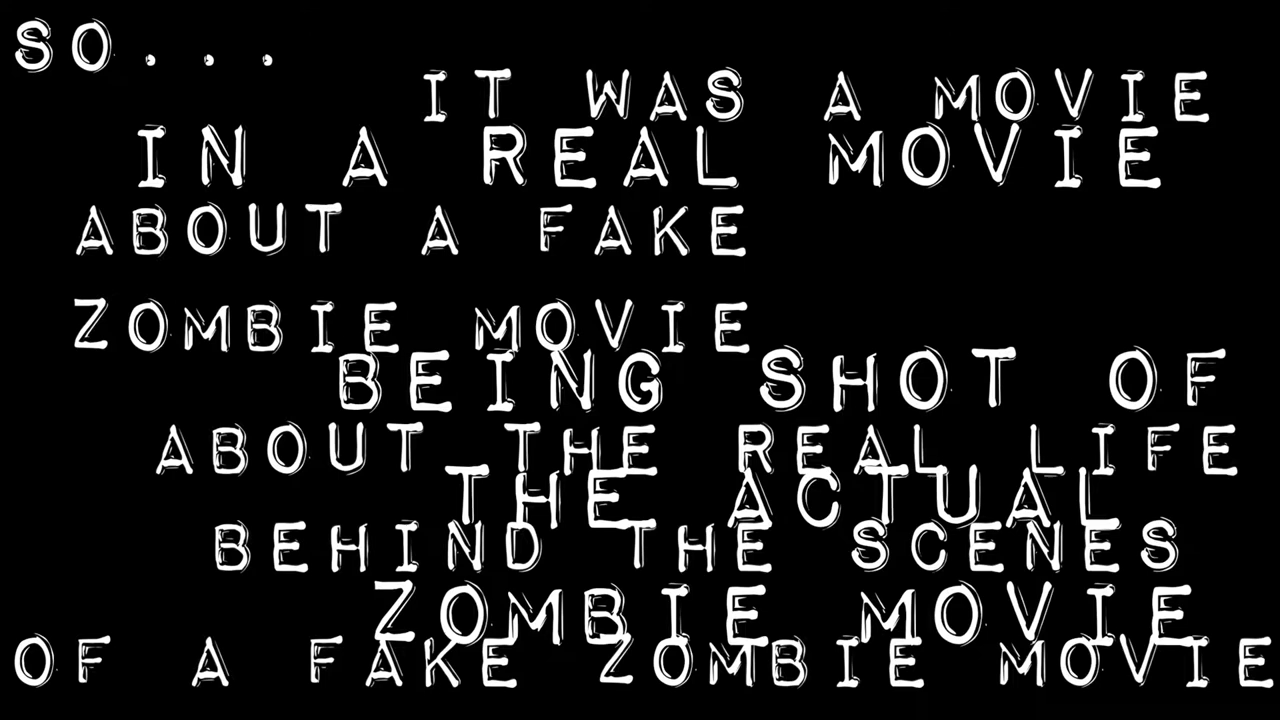 SO...
IT WAS A MOVIE
IN A REAL MOVIE
ABOUT A FAKE
ZOMBIE MOVIE
BEING SHOT OF
ABOUT THE REAL LIFE
THE ACTUAL
BEHIND THE SCENES
ZOMBIE MOVIE
OF A FAKE ZOMBIE MOVIE